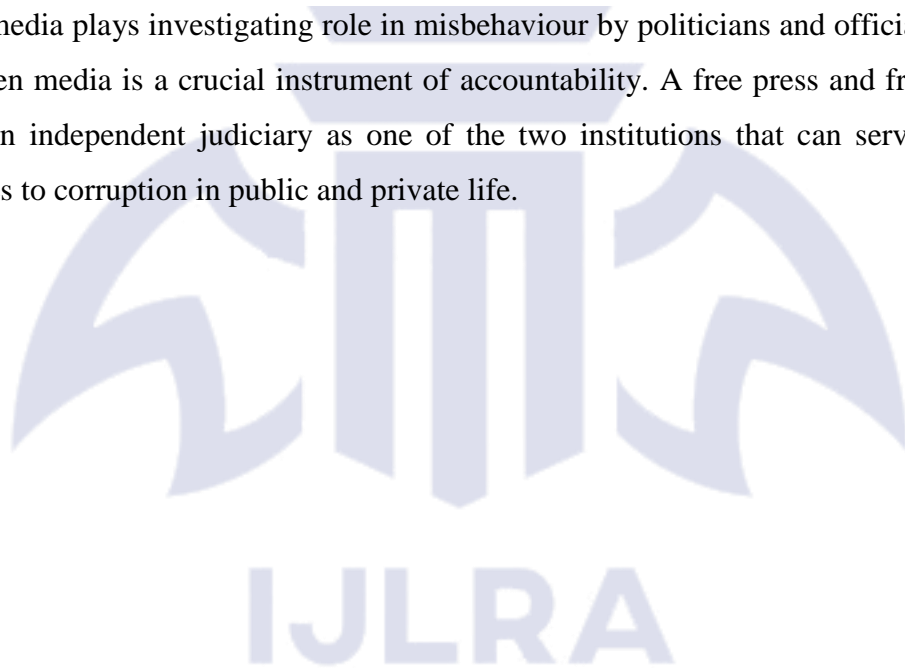 media plays investigating role in misbehaviour by politicians and officia
en media is a crucial instrument of accountability. A free press and fr
n independent judiciary as one of the two institutions that can serv
s to corruption in public and private life.
IJLRA